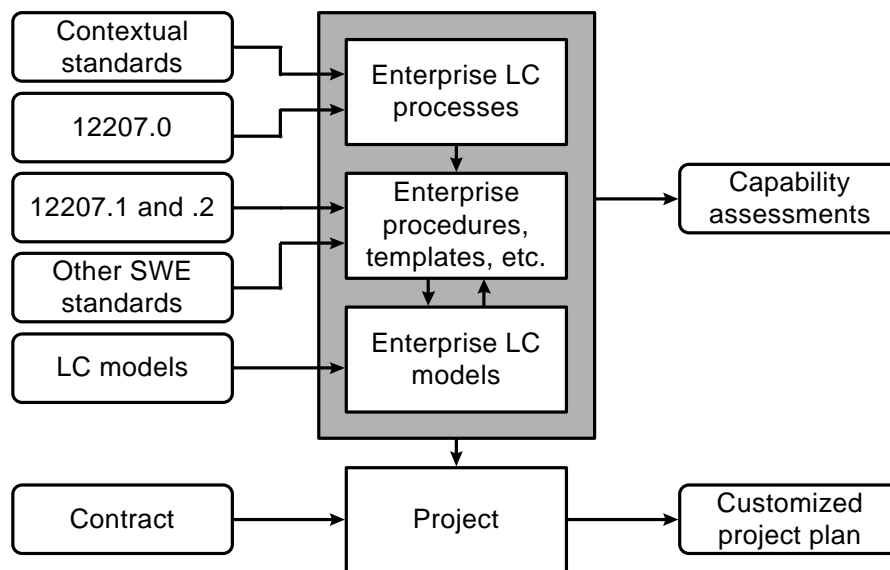 Contextual
standards
12207.0
12207.1 and .2
Other SWE
standards
LC models
Contract
Enterprise LC
processes
Enterprise
procedures,
templates, etc.
Enterprise LC
models
Project
Capability
assessments
Customized
project plan